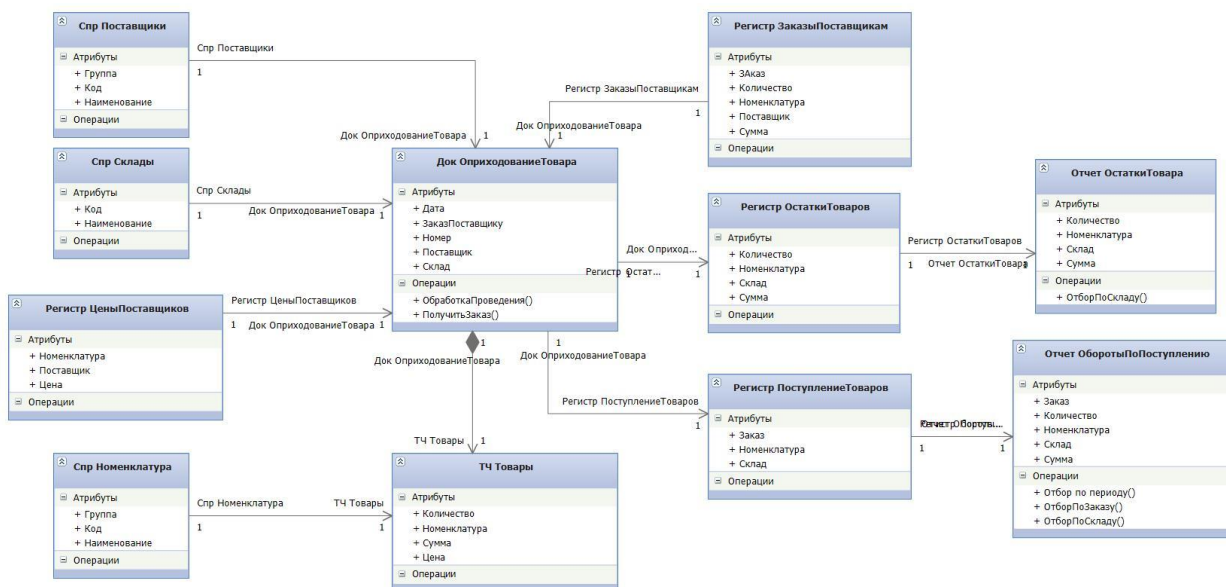 Спр Поставщики
Атрибуты
+ Группа
+ Код
+ Наименование
Операции
Спр Поставщики
1
Док ОприходованиеТовара
1
Регистр ЗаказыПоставщикам
Атрибуты
+ ЗАказ
+ Количество
+ Номенклатура
+ Поставщик
+ Сумма
Операции
Регистр ЗаказыПоставщикам
1
Док ОприходованиеТовара
1
Спр Склады
Атрибуты
+ Код
+ Наименование
Операции
Спр Склады
1
Док ОприходованиеТовара
1
Док ОприходованиеТовара
Атрибуты
+ Дата
+ ЗаказПоставщику
+ Номер
+ Поставщик
+ Склад
Операции
+ ОбработкаПроведения()
+ ПолучитьЗаказ()
Док Оприход...
1
Регистр Остат...
1
Регистр ОстаткиТоваров
Атрибуты
+ Количество
+ Номенклатура
+ Склад
+ Сумма
Операции
Регистр ОстаткиТоваров
1
Отчет ОстаткиТовара
1
Отчет ОстаткиТовара
Атрибуты
+ Количество
+ Номенклатура
+ Склад
+ Сумма
Операции
+ ОтборПоСкладу()
Регистр ЦеныПоставщиков
Атрибуты
+ Номенклатура
+ Поставщик
+ Цена
Операции
Регистр ЦеныПоставщиков
1
Док ОприходованиеТовара
1
1
Док ОприходованиеТовара
1
Док ОприходованиеТовара
Регистр ПоступлениеТоваров
1
ТЧ Товары
1
Регистр ПоступлениеТоваров
Атрибуты
+ Заказ
+ Номенклатура
+ Склад
Операции
1
1
Отчет ОборотыПоПоступлению
Атрибуты
+ Заказ
+ Количество
+ Номенклатура
+ Склад
+ Сумма
Операции
+ Отбор по периоду()
+ ОтборПоЗаказу()
+ ОтборПоСкладу()
Спр Номенклатура
Атрибуты
+ Группа
+ Код
+ Наименование
Операции
Спр Номенклатура
1
ТЧ Товары
1
ТЧ Товары
Атрибуты
+ Количество
+ Номенклатура
+ Сумма
+ Цена
Операции